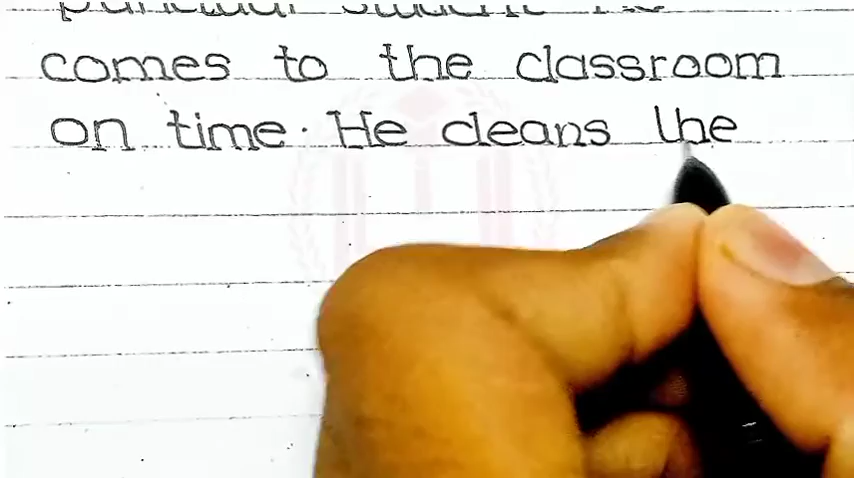 comes to the classroom
on time. He cleans the